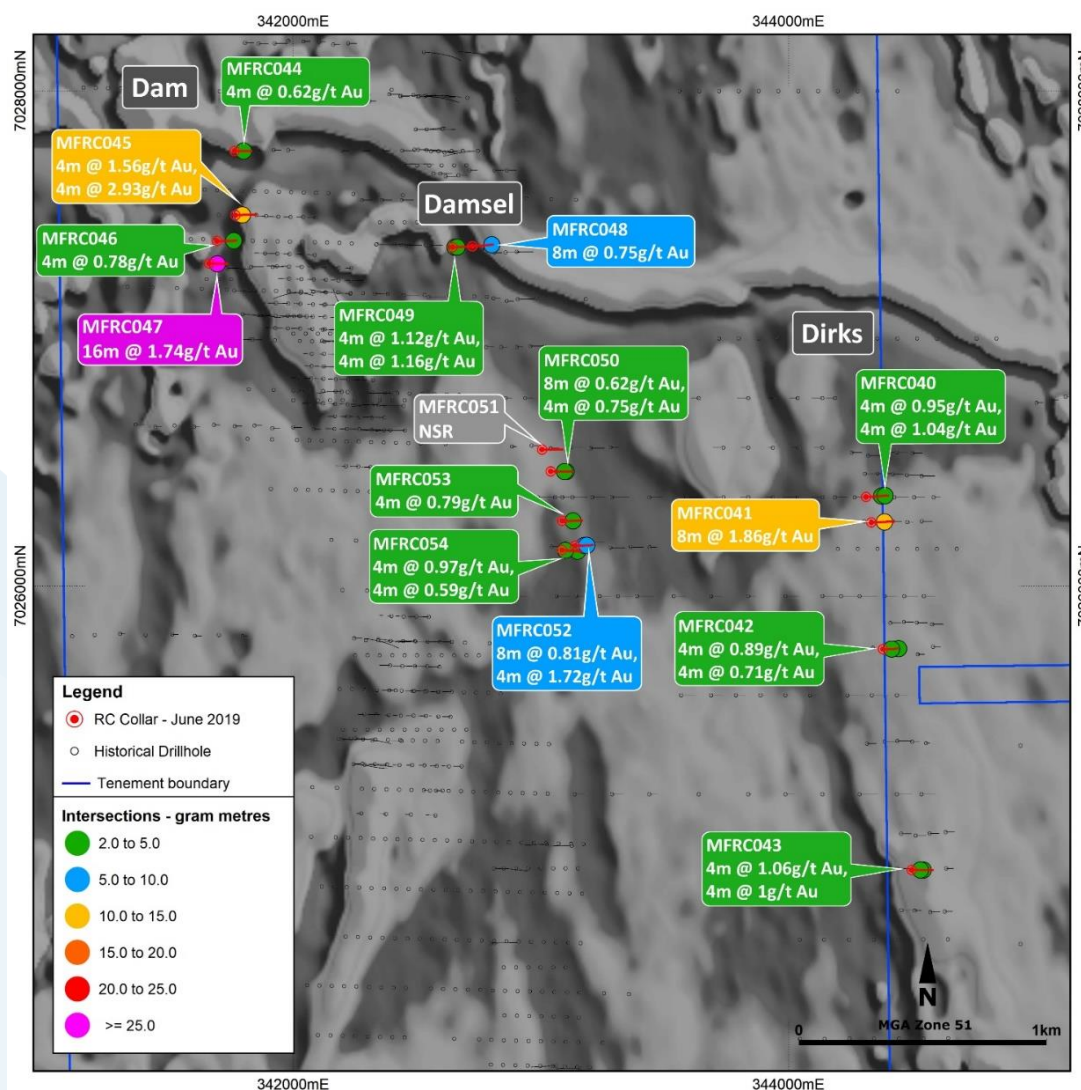 342000mE
344000mE
7028000mN
Dam
MFRC044
4m @ 0.62g/t Au
MFRC045
4m @ 1.56g/t Au,
4m @ 2.93g/t Au
Damsel
MFRC046
4m @ 0.78g/t Au
MFRC048
8m @ 0.75g/t Au
MFRC047
16m @ 1.74g/t Au
MFRC049
4m @ 1.12g/t Au,
4m @ 1.16g/t Au
Dirks
MFRC050
8m @ 0.62g/t Au,
4m @ 0.75g/t Au
MFRC040
4m @ 0.95g/t Au,
4m @ 1.04g/t Au
MFRC051
NSR
MFRC053
4m @ 0.79g/t Au
MFRC041
8m @ 1.86g/t Au
MFRC054
4m @ 0.97g/t Au,
4m @ 0.59g/t Au
7026000mN
MFRC052
8m @ 0.81g/t Au,
4m @ 1.72g/t Au
MFRC042
4m @ 0.89g/t Au,
4m @ 0.71g/t Au
Legend
RC Collar - June 2019
Historical Drillhole
Tenement boundary
Intersections - gram metres
2.0 to 5.0
5.0 to 10.0
10.0 to 15.0
15.0 to 20.0
20.0 to 25.0
>= 25.0
MFRC043
4m @ 1.06g/t Au,
4m @ 1g/t Au
N
MGA Zone 51
0
1km
342000mE
344000mE